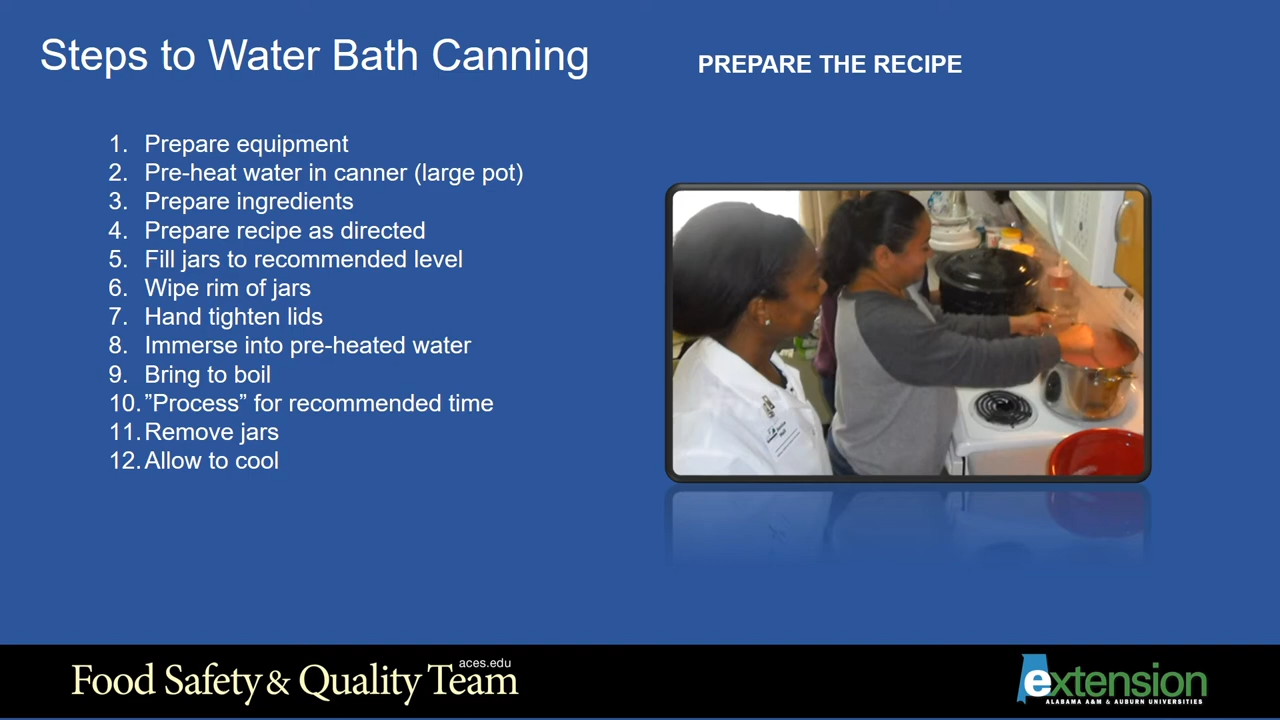 Steps to Water Bath Canning
PREPARE THE RECIPE
1. Prepare equipment
2. Pre-heat water in canner (large pot)
3. Prepare ingredients
4. Prepare recipe as directed
5. Fill jars to recommended level
6. Wipe rim of jars
7. Hand tighten lids
8. Immerse into pre-heated water
9. Bring to boil
10. ”Process” for recommended time
11. Remove jars
12. Allow to cool
aces.edu
Food Safety & Quality Team
extension
ALABAMA A&M & AUBURN UNIVERSITIES